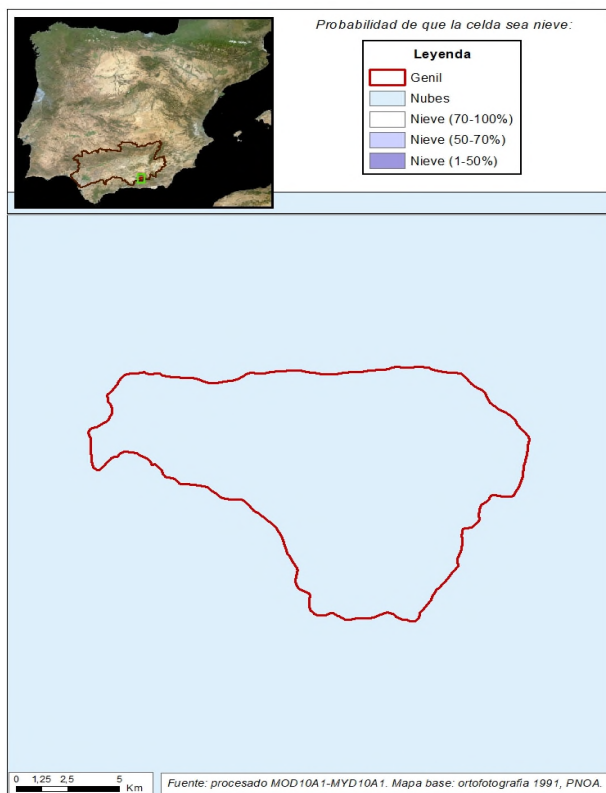 Probabilidad de que la celda sea nieve:
Leyenda
Genil
Nubes
Nieve (70-100%)
Nieve (50-70%)
Nieve (1-50%)
0 1,25 2,5 5
Km
Fuente: procesado MOD10A1-MYD10A1. Mapa base: ortofotografia 1991, PNOA.